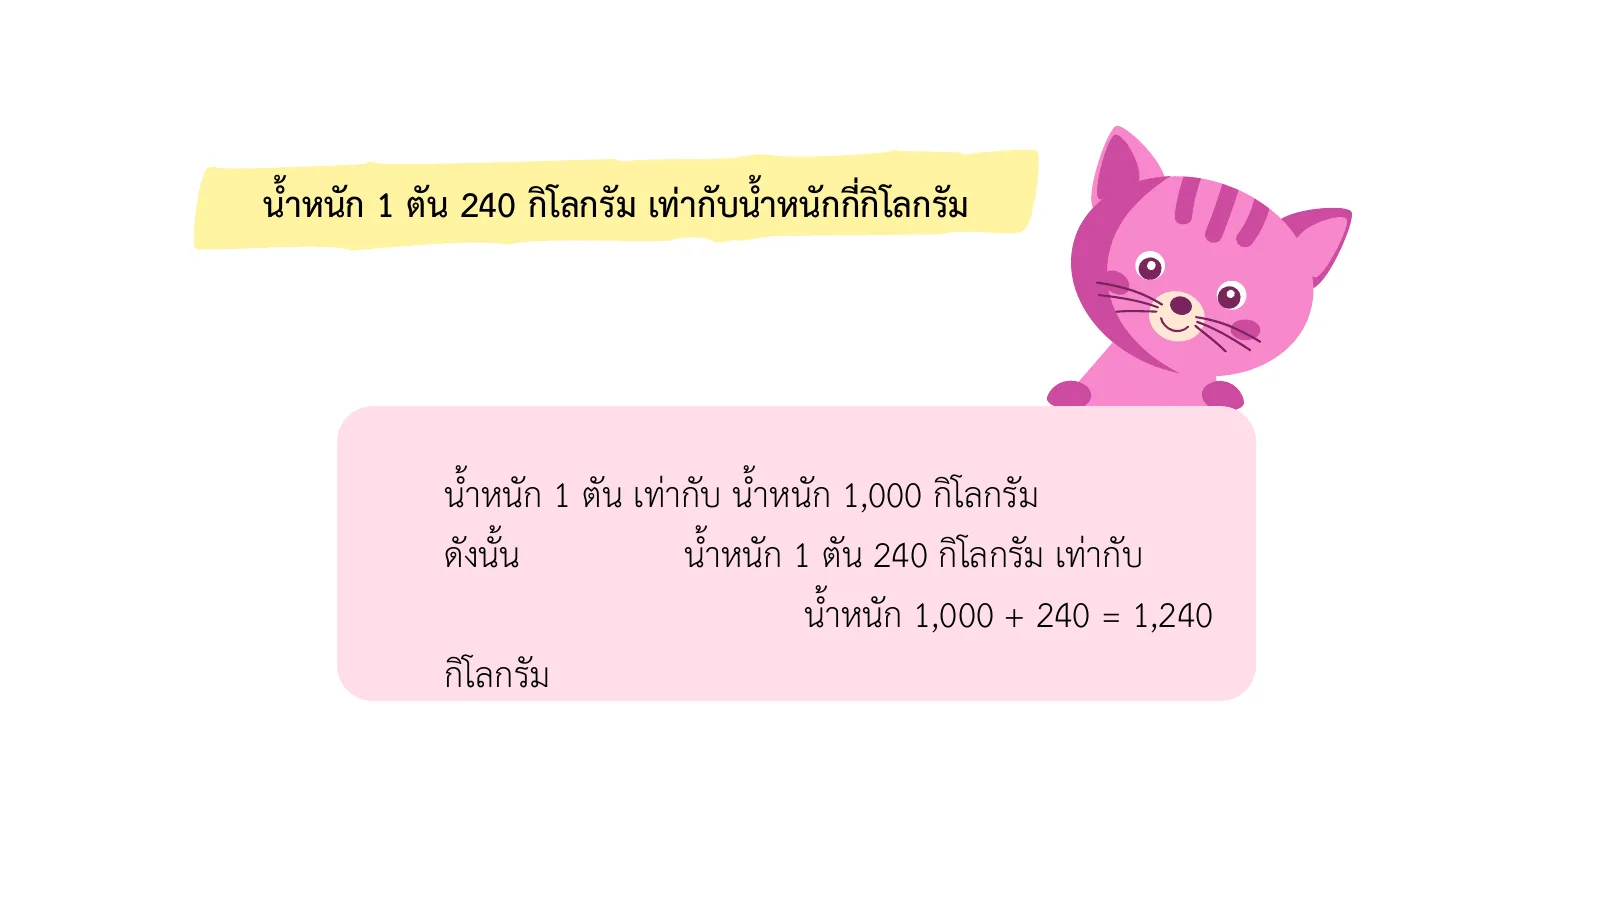 น้ำหนัก 1 ตัน 240 กิโลกรัม เท่ากับน้ำหนักกี่กิโลกรัม
น้ำหนัก 1 ตัน เท่ากับ น้ำหนัก 1,000 กิโลกรัม
ดังนั้น น้ำหนัก 1 ตัน 240 กิโลกรัม เท่ากับ
น้ำหนัก 1,000 + 240 = 1,240
กิโลกรัม